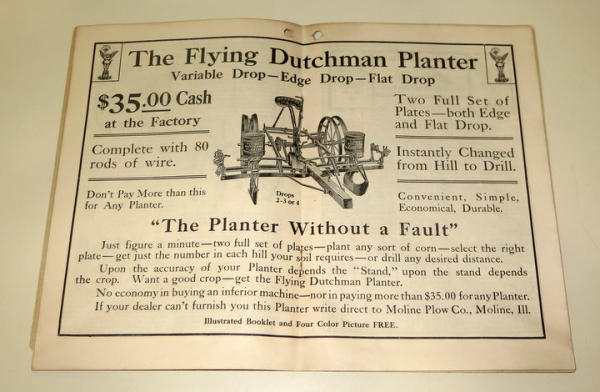 The Flying Dutchman Planter
Variable Drop—Edge Drop—Flat Drop
$35.00 Cash
at the Factory
Complete with 80
rods of wire.
Don't Pay More than this
for Any Planter.
Drops
2-3 or 4
Two Full Set of
Plates—both Edge
and Flat Drop.
Instantly Changed
from Hill to Drill.
Convenient, Simple,
Economical, Durable.
"The Planter Without a Fault"
Just figure a minute—two full set of plates—plant any sort of corn—select the right
plate—get just the number in each hill your soil requires—or drill any desired distance.
Upon the accuracy of your Planter depends the "Stand," upon the stand depends
the crop. Want a good crop—get the Flying Dutchman Planter.
No economy in buying an inferior machine—nor in paying more than $35.00 for any Planter.
If your dealer can't furnish you this Planter write direct to Moline Plow Co., Moline, Ill.
Illustrated Booklet and Four Color Picture FREE.